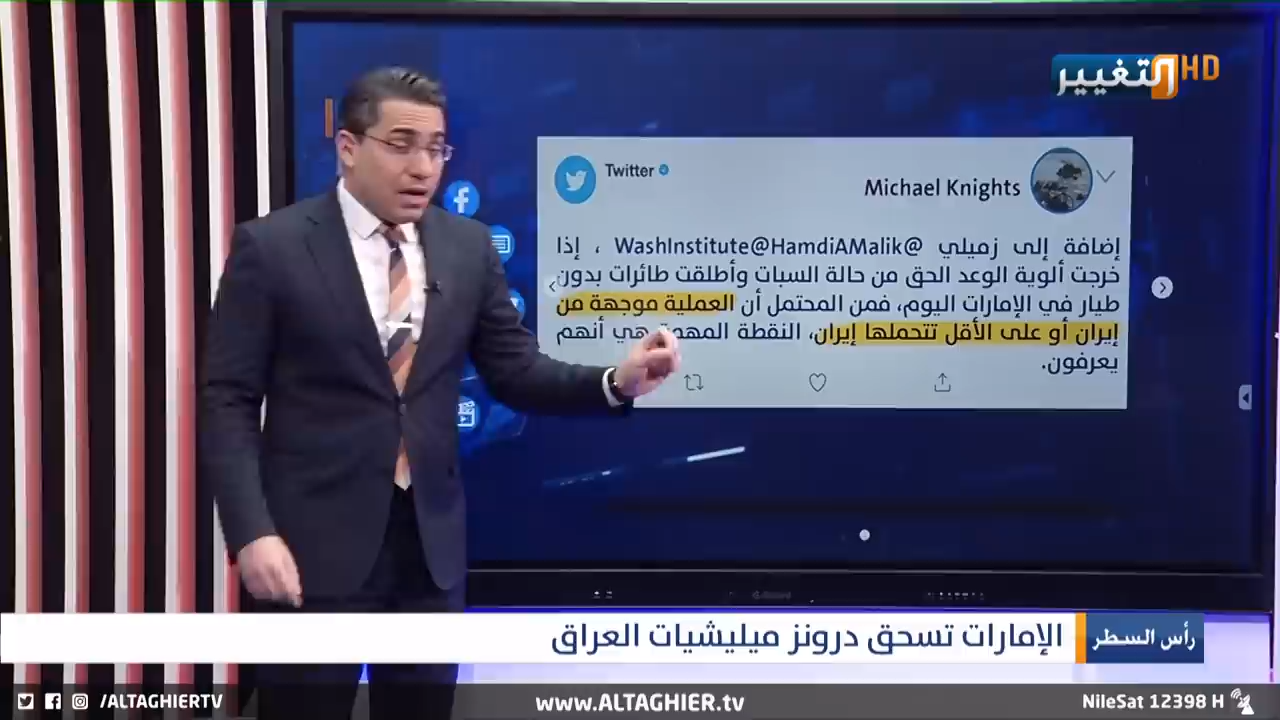 التغيير HD
Twitter
Michael Knights
إضافة إلى زميلي @WashInstitute@HamdiAMalik ، إذا
خرجت ألوية الوعد الحق من حالة السبات وأطلقت طائرات بدون
طيار في الإمارات اليوم، فمن المحتمل أن العملية موجهة من
إيران أو على الأقل تتحملها إيران، النقطة المهمة هي أنهم
يعرفون.
رأس السطر
الإمارات تسحق درونز ميليشيات العراق
/ALTAGHIERTV
www.ALTAGHIER.tv
NileSat 12398 H